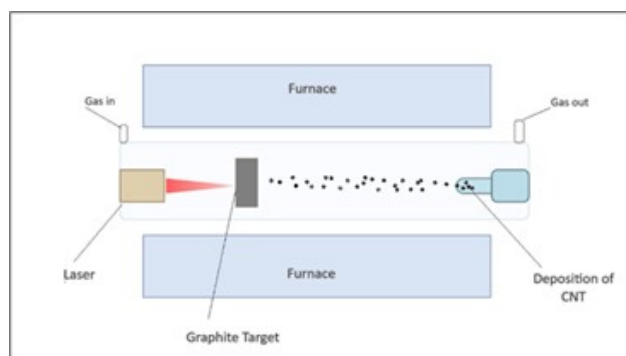 Furnace
Gas in
Gas out
Laser
Furnace
Deposition of
CNT
Graphite Target